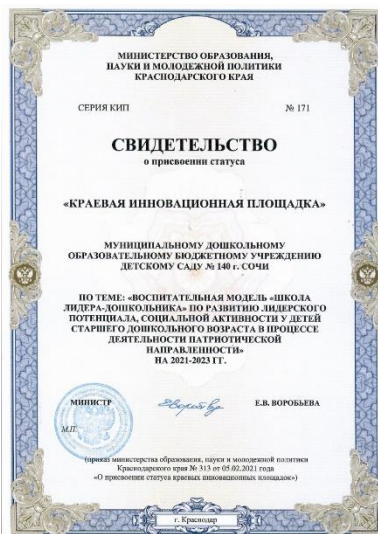 МИНИСТЕРСТВО ОБРАЗОВАНИЯ,
НАУКИ И МОЛОДЕЖНОЙ ПОЛИТИКИ
КРАСНОДАРСКОГО КРАЯ
СЕРИЯ КИП № 171
СВИДЕТЕЛЬСТВО
о присвоении статуса
«КРАЕВАЯ ИННОВАЦИОННАЯ ПЛОЩАДКА»
МУНИЦИПАЛЬНОМУ ДОШКОЛЬНОМУ
ОБРАЗОВАТЕЛЬНОМУ БЮДЖЕТНОМУ УЧРЕЖДЕНИЮ
ДЕТСКОМУ САДУ № 140 г. СОЧИ
ПО ТЕМЕ: «ВОСПИТАТЕЛЬНАЯ МОДЕЛЬ «ШКОЛА
ЛИДЕРА-ДОШКОЛЬНИКА» ПО РАЗВИТИЮ ЛИДЕРСКОГО
ПОТЕНЦИАЛА, СОЦИАЛЬНОЙ АКТИВНОСТИ У ДЕТЕЙ
СТАРШЕГО ДОШКОЛЬНОГО ВОЗРАСТА В ПРОЦЕССЕ
ДЕЯТЕЛЬНОСТИ ПАТРИОТИЧЕСКОЙ
НАПРАВЛЕННОСТИ»
НА 2021-2023 ГГ.
МИНИСТР Е.В. ВОРОБЬЕВА
М.П.
(приказ министерства образования, науки и молодежной политики
Краснодарского края № 313 от 05.02.2021 года
«О присвоении статуса краевых инновационных площадок»)
г. Краснодар